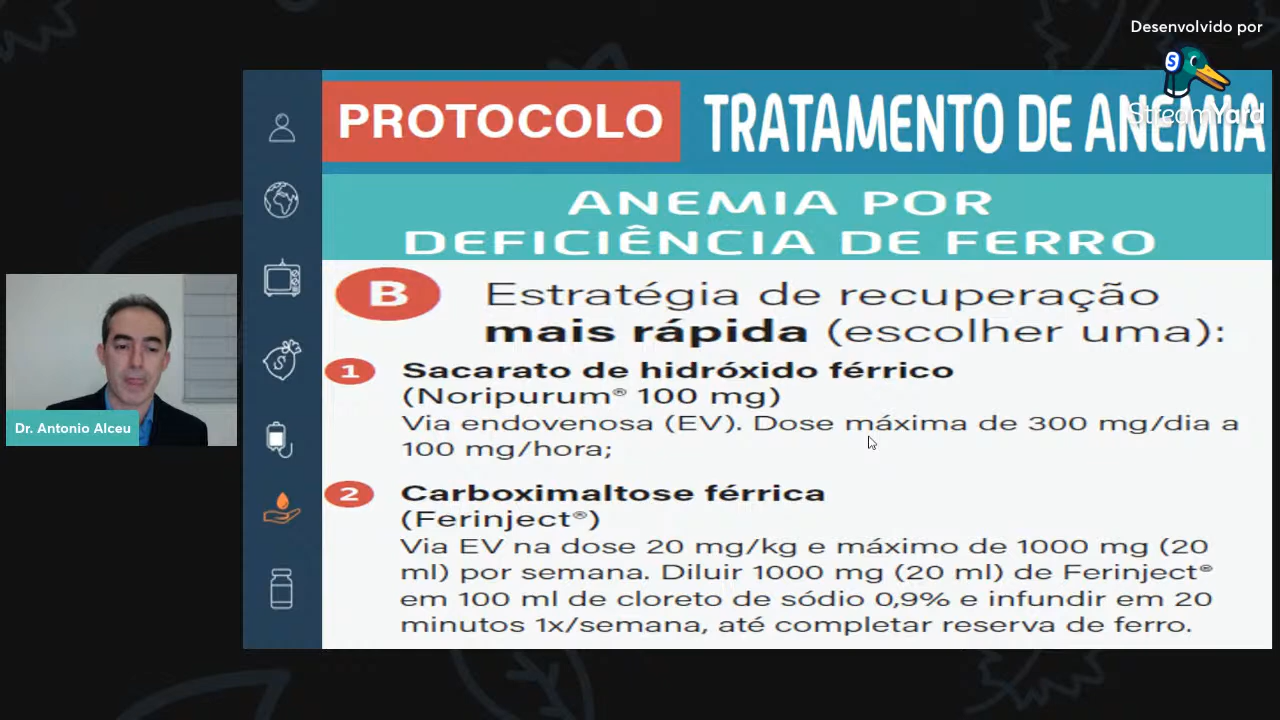 Desenvolvido por
StreamYard
PROTOCOLO
TRATAMENTO DE ANEMIA
ANEMIA POR
DEFICIÊNCIA DE FERRO
B
Estratégia de recuperação
mais rápida (escolher uma):
1
Sacarato de hidróxido férrico
(Noripurum® 100 mg)
Via endovenosa (EV). Dose máxima de 300 mg/dia a
100 mg/hora;
2
Carboximaltose férrica
(Ferinject®)
Via EV na dose 20 mg/kg e máximo de 1000 mg (20
ml) por semana. Diluir 1000 mg (20 ml) de Ferinject®
em 100 ml de cloreto de sódio 0,9% e infundir em 20
minutos 1x/semana, até completar reserva de ferro.
Dr. Antonio Alceu